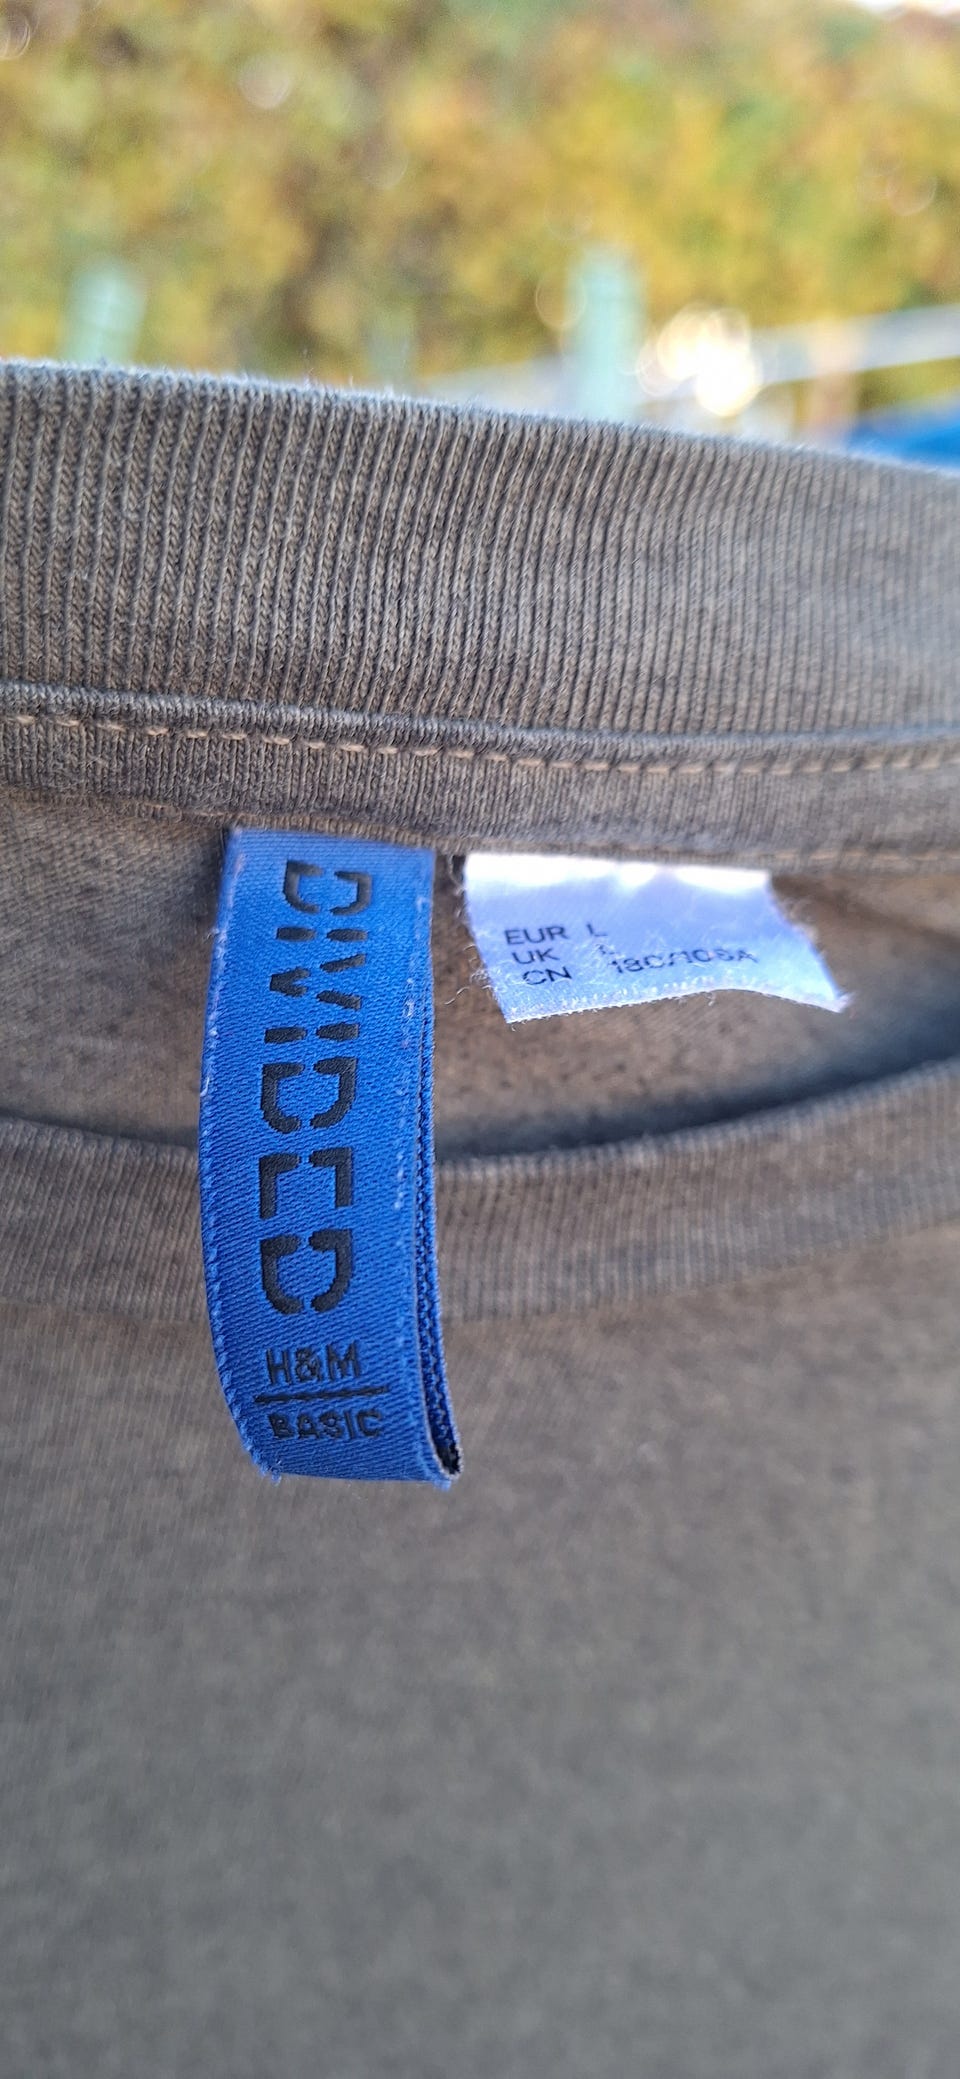 DIVIDED
H&M
BASIC
EUR L
UK L
CN